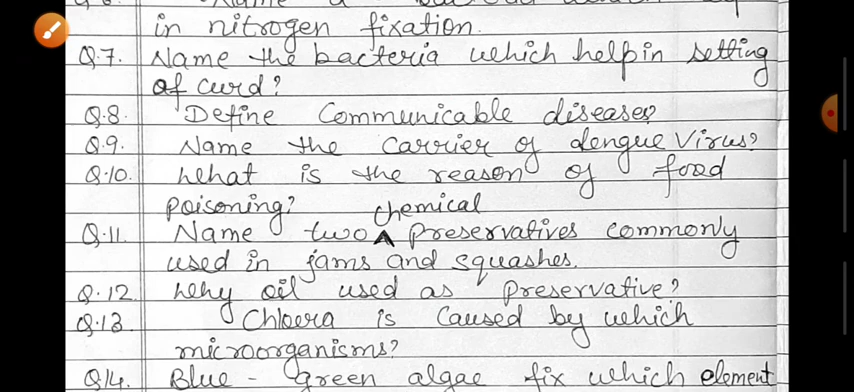 in nitrogen fixation.
Q.7. Name the bacteria which help in setting
of curd?
Q.8. Define Communicable diseases?
Q.9. Name the Carrier of dengue Virus?
Q.10. What is the reason of food
poisoning?
chemical
Q.11. Name two ^ preservatives commonly
used in jams and squashes.
Q.12. Why oil used as preservative?
Q.13 Chloera is caused by which
microorganisms?
Q14. Blue-green algae fix which element